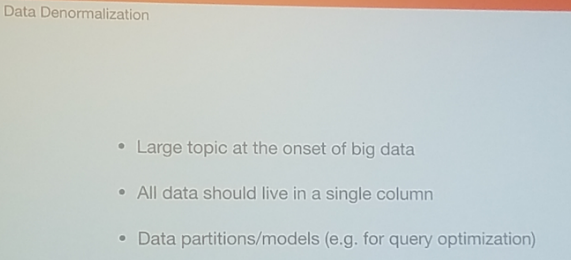 Data Denormalization
• Large topic at the onset of big data
• All data should live in a single column
• Data partitions/models (e.g. for query optimization)